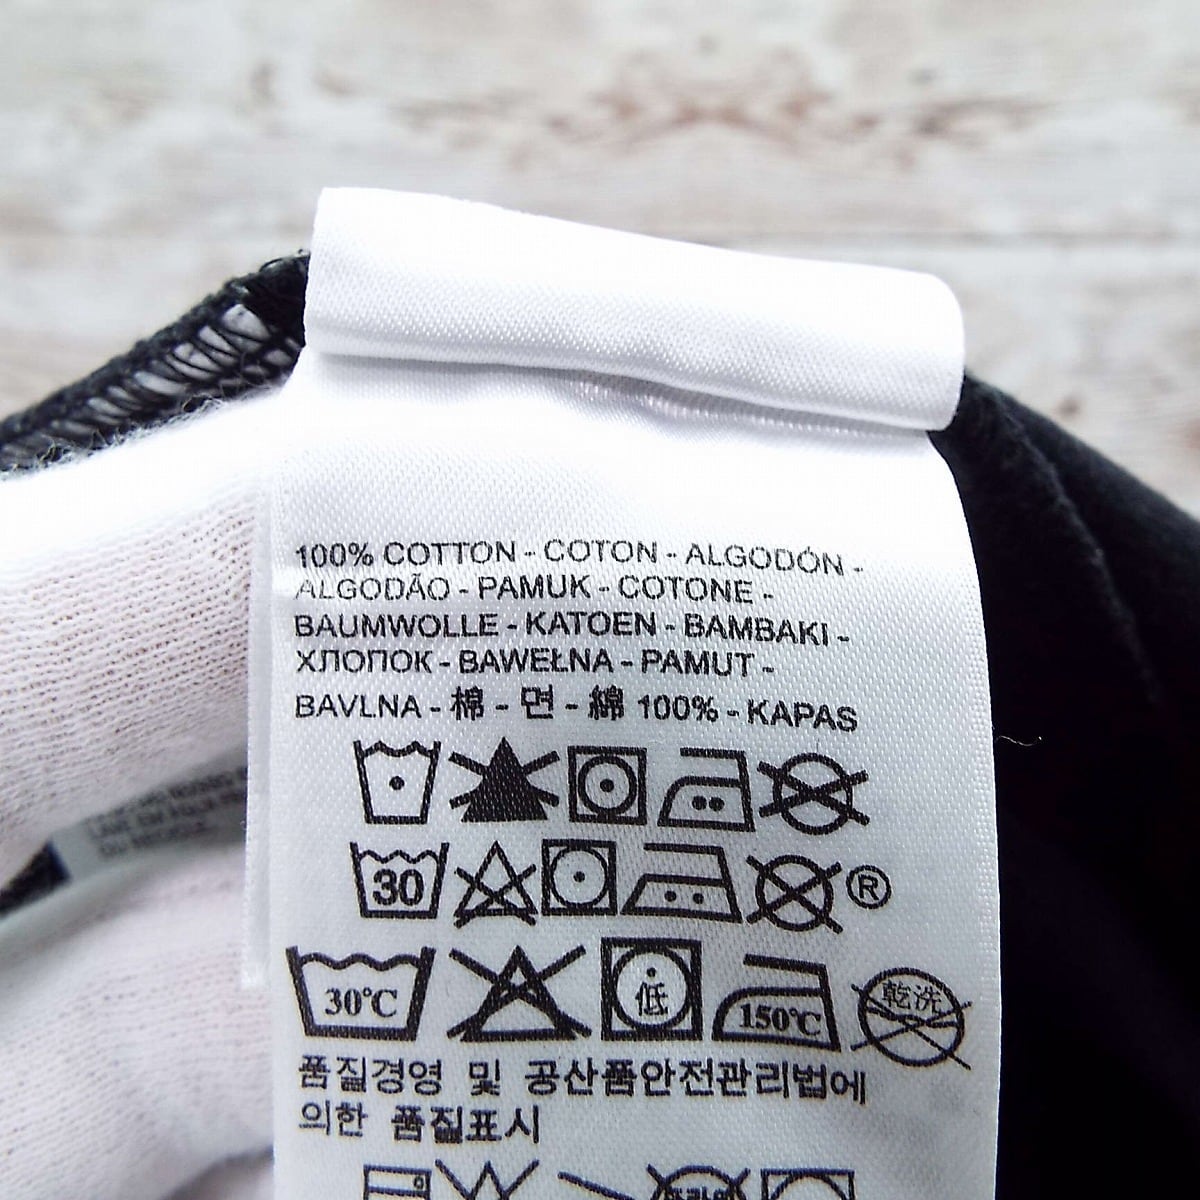 100% COTTON - COTON - ALGODÓN -
ALGODÃO - PAMUK - COTONE -
BAUMWOLLE - KATOEN - BAMBAKI -
ХЛОПОК - BAWEŁNA - PAMUT -
BAVLNA - 棉 - 면 - 綿 100% - KAPAS
30 ®
30°C 低 150°C 乾洗
품질경영 및 공산품안전관리법에
의한 품질표시